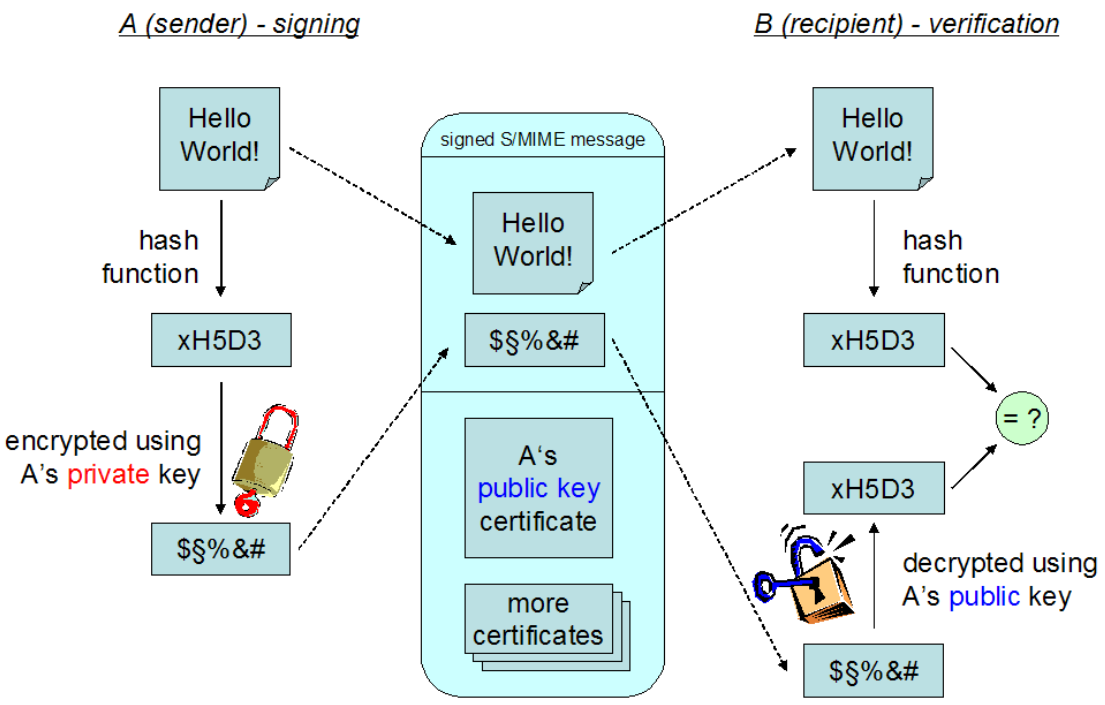 A (sender) - signing
Hello
World!
hash
function
xH5D3
encrypted using
A's private key
$§%&#
signed S/MIME message
Hello
World!
$§%&#
A‘s
public key
certificate
more
certificates
B (recipient) - verification
Hello
World!
hash
function
xH5D3
= ?
xH5D3
decrypted using
A's public key
$§%&#